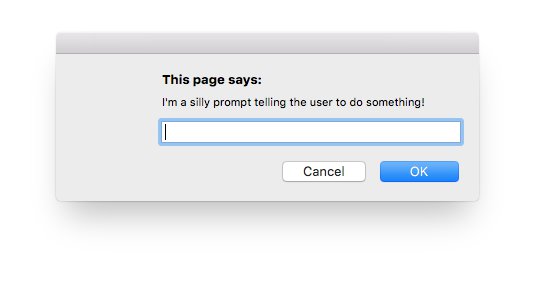 This page says:
I'm a silly prompt telling the user to do something!
Cancel
OK